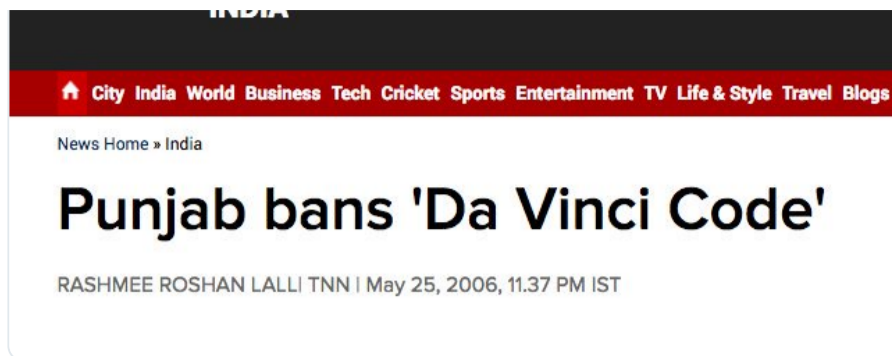 INDIA
City India World Business Tech Cricket Sports Entertainment TV Life & Style Travel Blogs
News Home » India
Punjab bans 'Da Vinci Code'
RASHMEE ROSHAN LALL| TNN | May 25, 2006, 11.37 PM IST